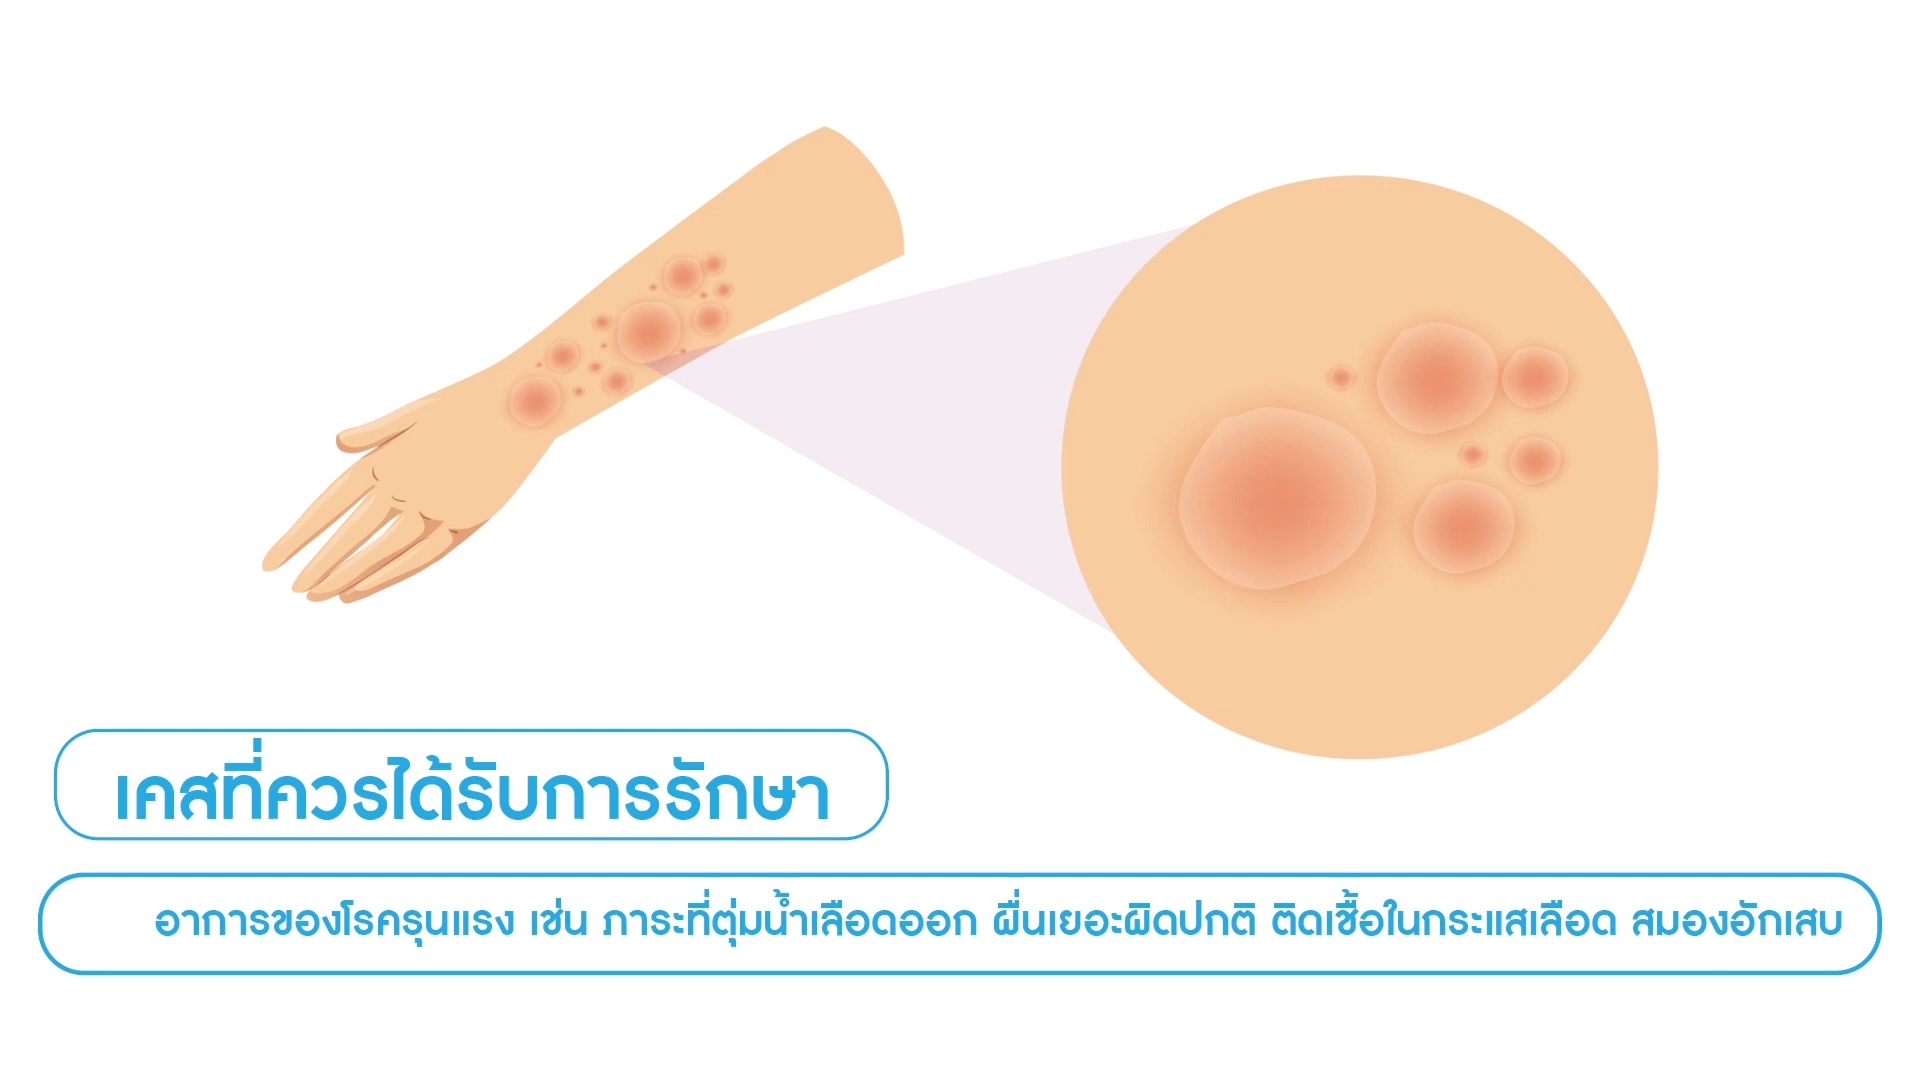 เคสที่ควรได้รับการรักษา
อาการของโรครุนแรง เช่น ภาระที่ตุ่มน้ำเลือดออก ผื่นเยอะผิดปกติ ติดเชื้อในกระแสเลือด สมองอักเสบ